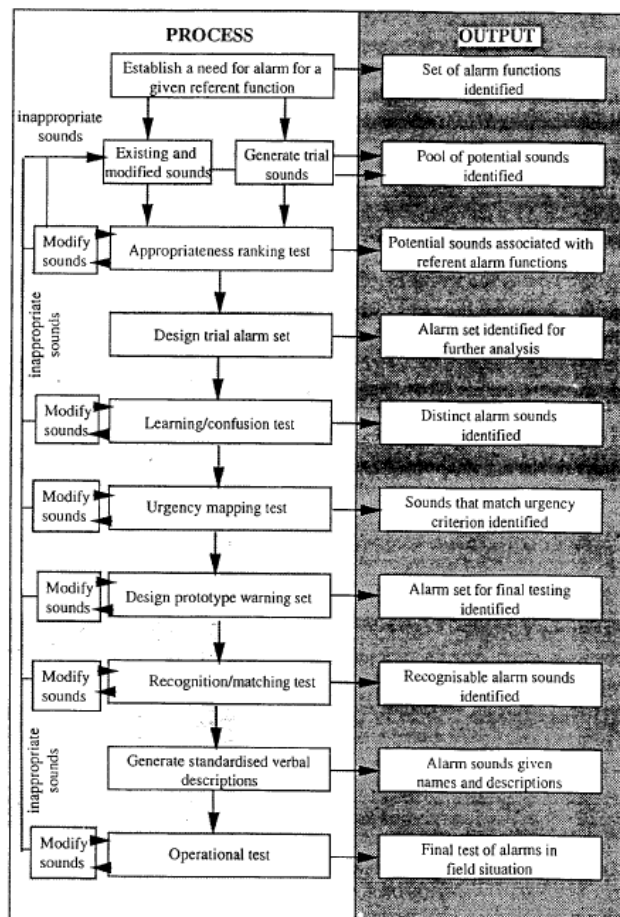 PROCESS
OUTPUT
Establish a need for alarm for a
given referent function
Set of alarm functions
identified
inappropriate
sounds
Existing and
modified sounds
Generate trial
sounds
Pool of potential sounds
identified
Modify
sounds
Appropriateness ranking test
Potential sounds associated with
referent alarm functions
inappropriate
sounds
Design trial alarm set
Alarm set identified for
further analysis
Modify
sounds
Learning/confusion test
Distinct alarm sounds
identified
Modify
sounds
Urgency mapping test
Sounds that match urgency
criterion identified
Modify
sounds
Design prototype warning set
Alarm set for final testing
identified
Modify
sounds
Recognition/matching test
Recognisable alarm sounds
identified
inappropriate
sounds
Generate standardised verbal
descriptions
Alarm sounds given
names and descriptions
Modify
sounds
Operational test
Final test of alarms in
field situation